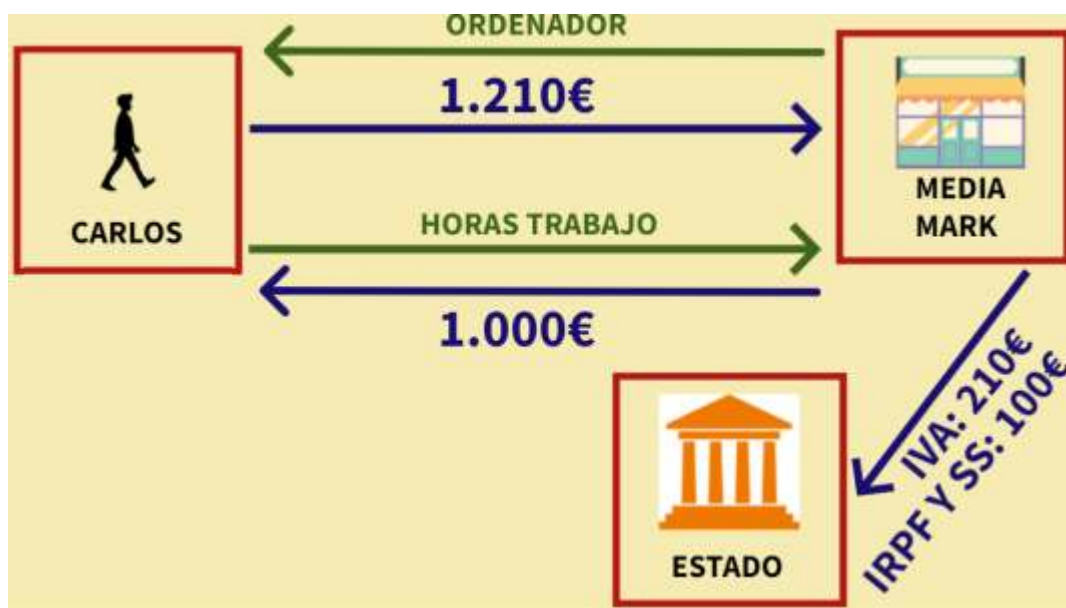 ORDENADOR
1.210€
CARLOS
MEDIA
MARK
HORAS TRABAJO
1.000€
IVA: 210€
IRPF Y SS: 100€
ESTADO